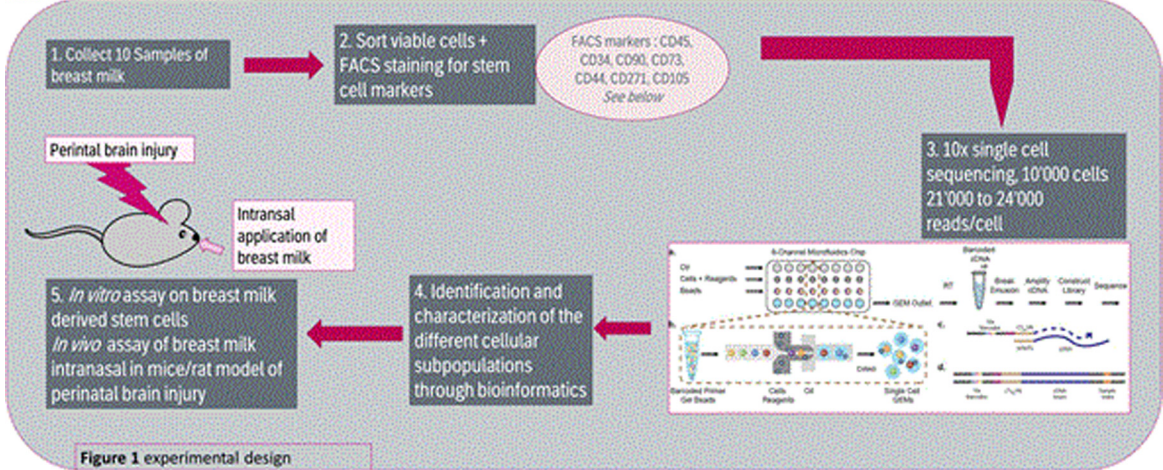 1. Collect 10 Samples of
breast milk
2. Sort viable cells +
FACS staining for stem
cell markers
FACS markers : CD45,
CD34, CD90, CD73,
CD44, CD271, CD105
See below
3. 10x single cell
sequencing, 10'000 cells
21'000 to 24'000
reads/cell
Perintal brain injury
Intransal
application of
breast milk
a.
8-Channel Microfluidics Chip
Oil
Cells + Reagents
Beads
GEM Outlet
RT
Barcoded
cDNA
Break
Emulsion
Amplify
cDNA
Construct
Library
Sequence
b.
Barcoded Primer
Gel Beads
Cells
Reagents
Oil
Single Cell
GEMs
c.
d.
4. Identification and
characterization of the
different cellular
subpopulations
through bioinformatics
5. In vitro assay on breast milk
derived stem cells
In vivo assay of breast milk
intranasal in mice/rat model of
perinatal brain injury
Figure 1 experimental design